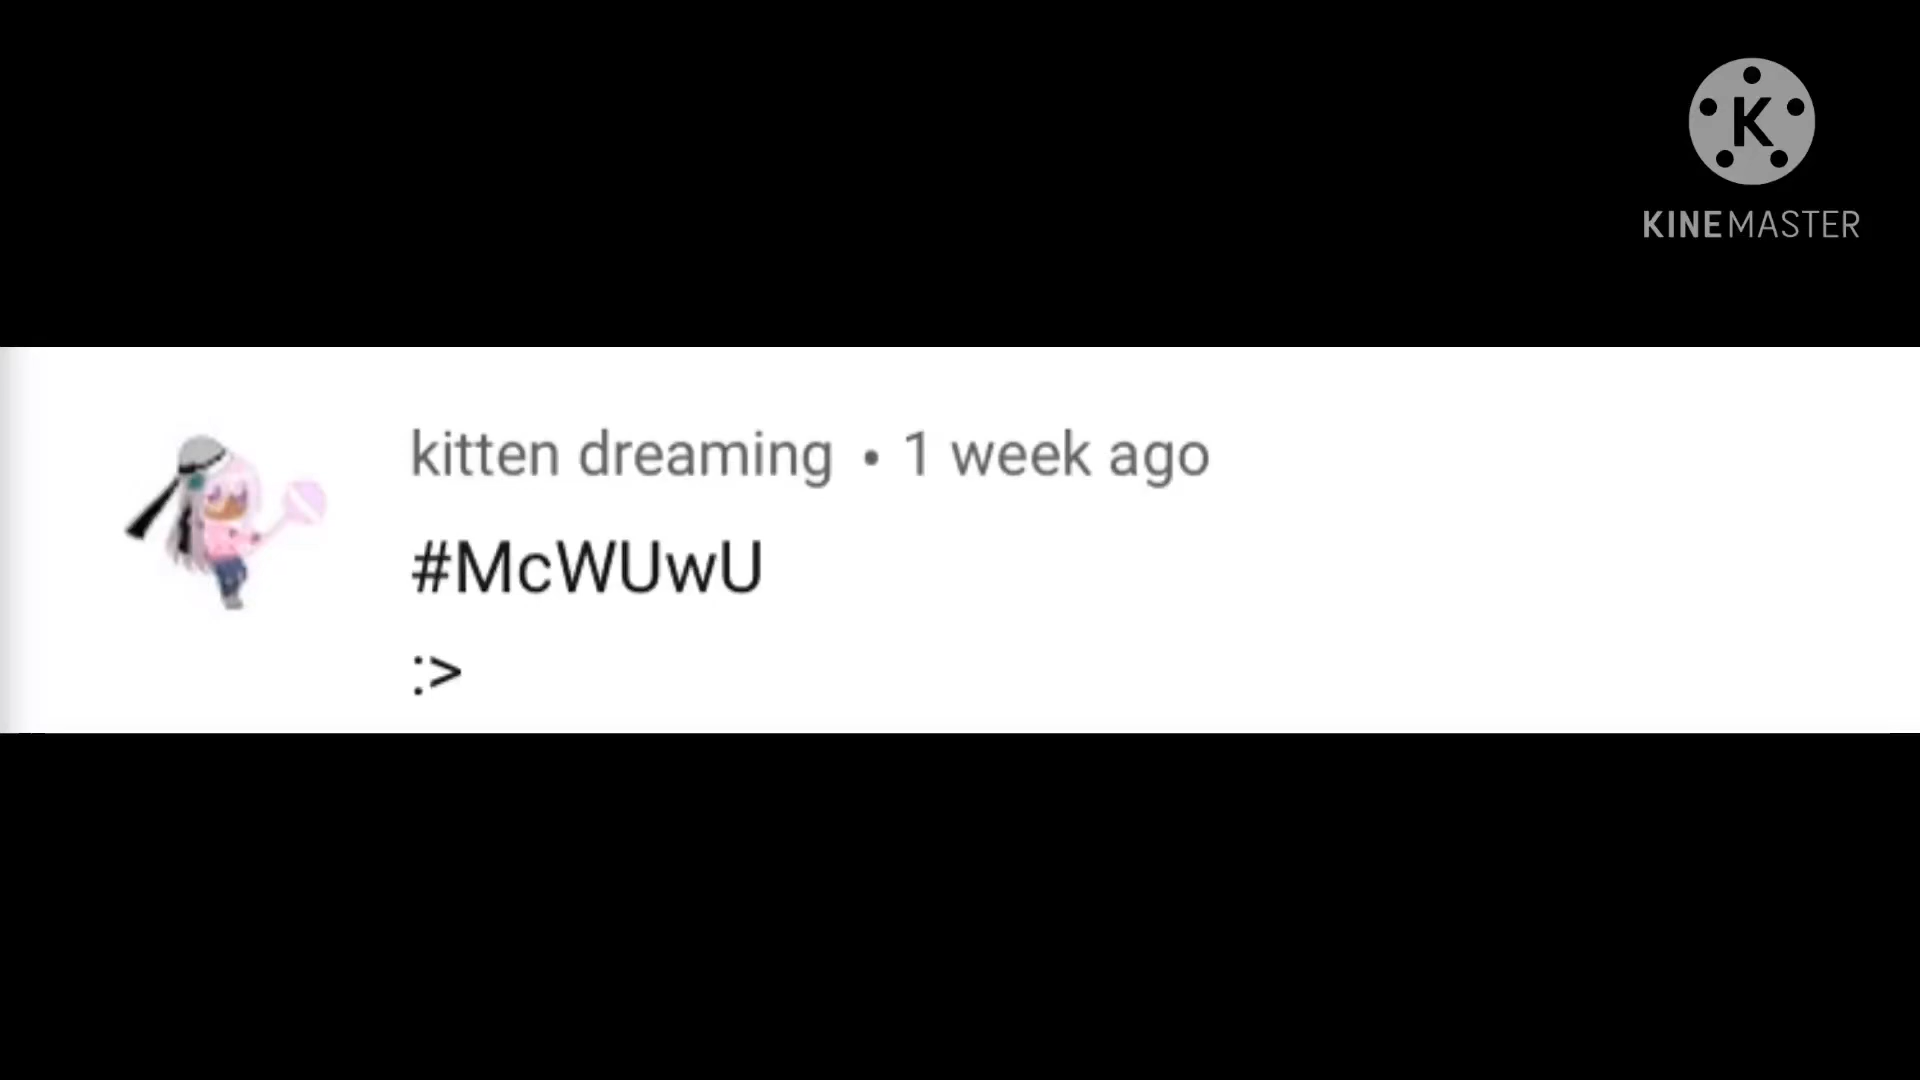 K
KINEMASTER
kitten dreaming • 1 week ago
#McWUwU
:>